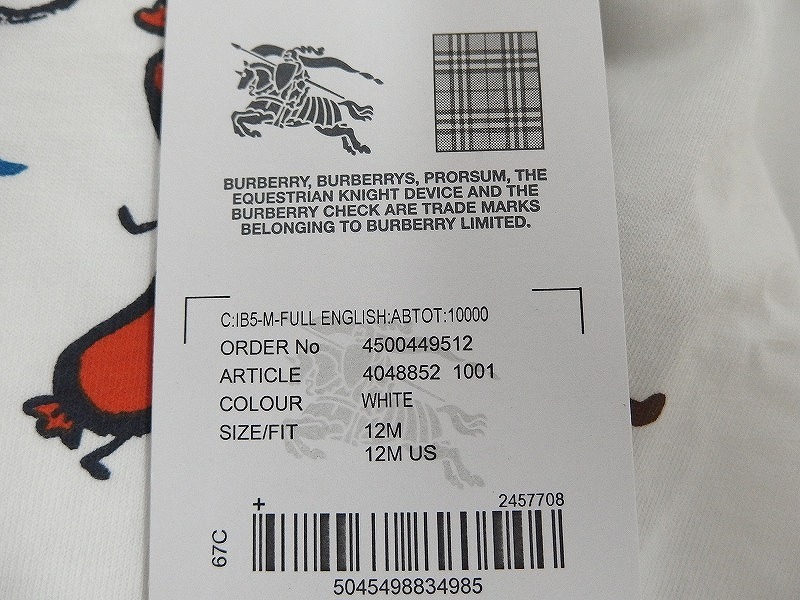 BURBERRY, BURBERRYS, PRORSUM, THE
EQUESTRIAN KNIGHT DEVICE AND THE
BURBERRY CHECK ARE TRADE MARKS
BELONGING TO BURBERRY LIMITED.
C:IB5-M-FULL ENGLISH:ABTOT:10000
ORDER No 4500449512
ARTICLE 4048852 1001
COLOUR WHITE
SIZE/FIT 12M
12M US
+ 2457708
67C
5045498834985